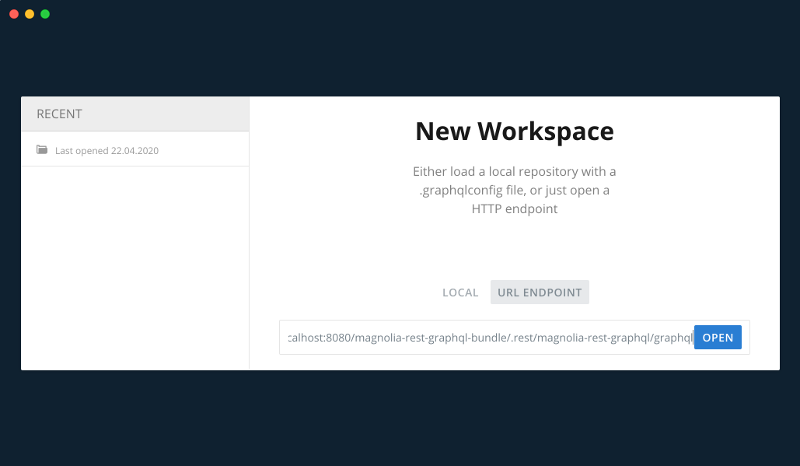 RECENT
Last opened 22.04.2020
New Workspace
Either load a local repository with a
.graphqlconfig file, or just open a
HTTP endpoint
LOCAL URL ENDPOINT
calhost:8080/magnolia-rest-graphql-bundle/.rest/magnolia-rest-graphql/graphql OPEN